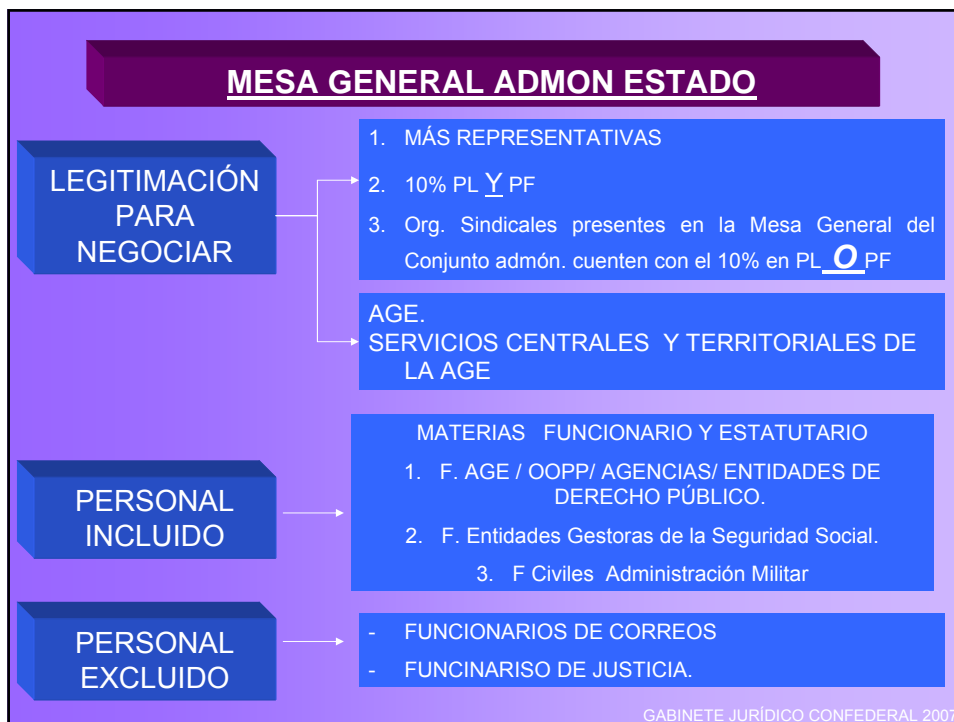 MESA GENERAL ADMON ESTADO
LEGITIMACIÓN
PARA
NEGOCIAR
1. MÁS REPRESENTATIVAS
2. 10% PL Y PF
3. Org. Sindicales presentes en la Mesa General del
Conjunto admón. cuenten con el 10% en PL O PF
AGE.
SERVICIOS CENTRALES Y TERRITORIALES DE
LA AGE
PERSONAL
INCLUIDO
MATERIAS FUNCIONARIO Y ESTATUTARIO
1. F. AGE / OOPP/ AGENCIAS/ ENTIDADES DE
DERECHO PÚBLICO.
2. F. Entidades Gestoras de la Seguridad Social.
3. F Civiles Administración Militar
PERSONAL
EXCLUIDO
- FUNCIONARIOS DE CORREOS
- FUNCINARISO DE JUSTICIA.
GABINETE JURÍDICO CONFEDERAL 2007